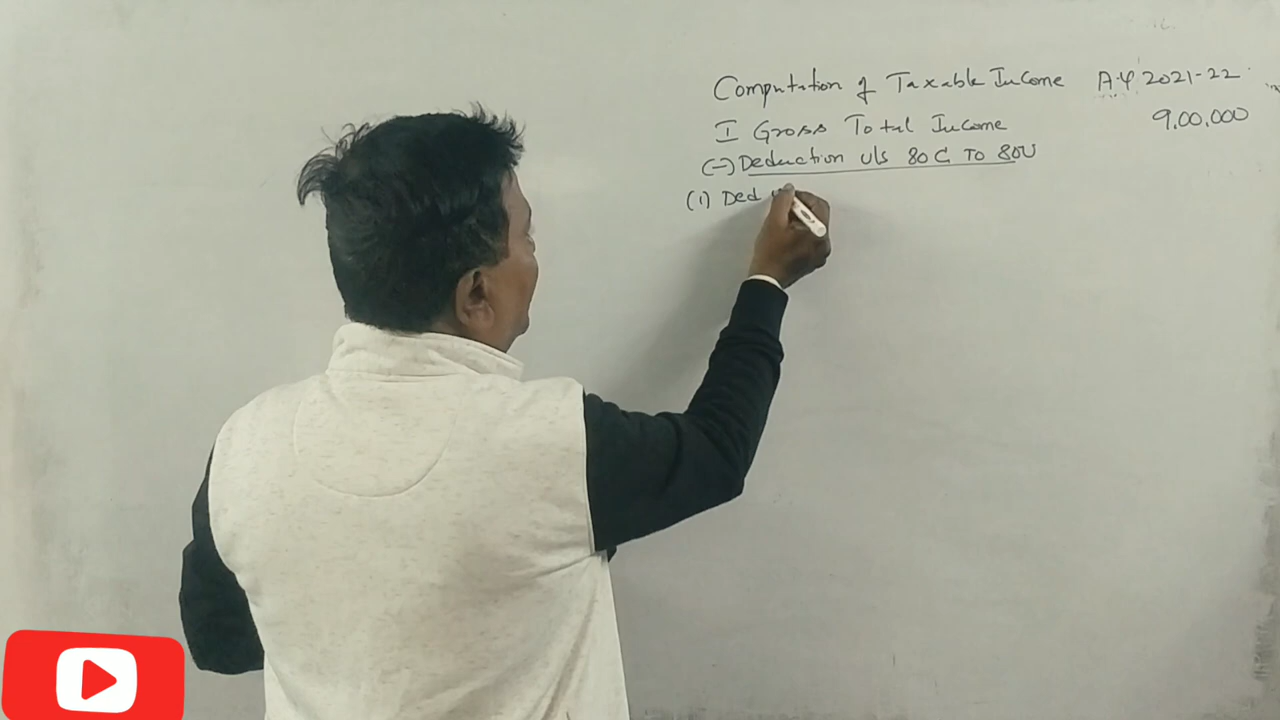 Computation of Taxable Income A.Y 2021-22
I Gross Total Income 9,00,000
(-) Deduction u/s 80C To 80U
(1) Ded